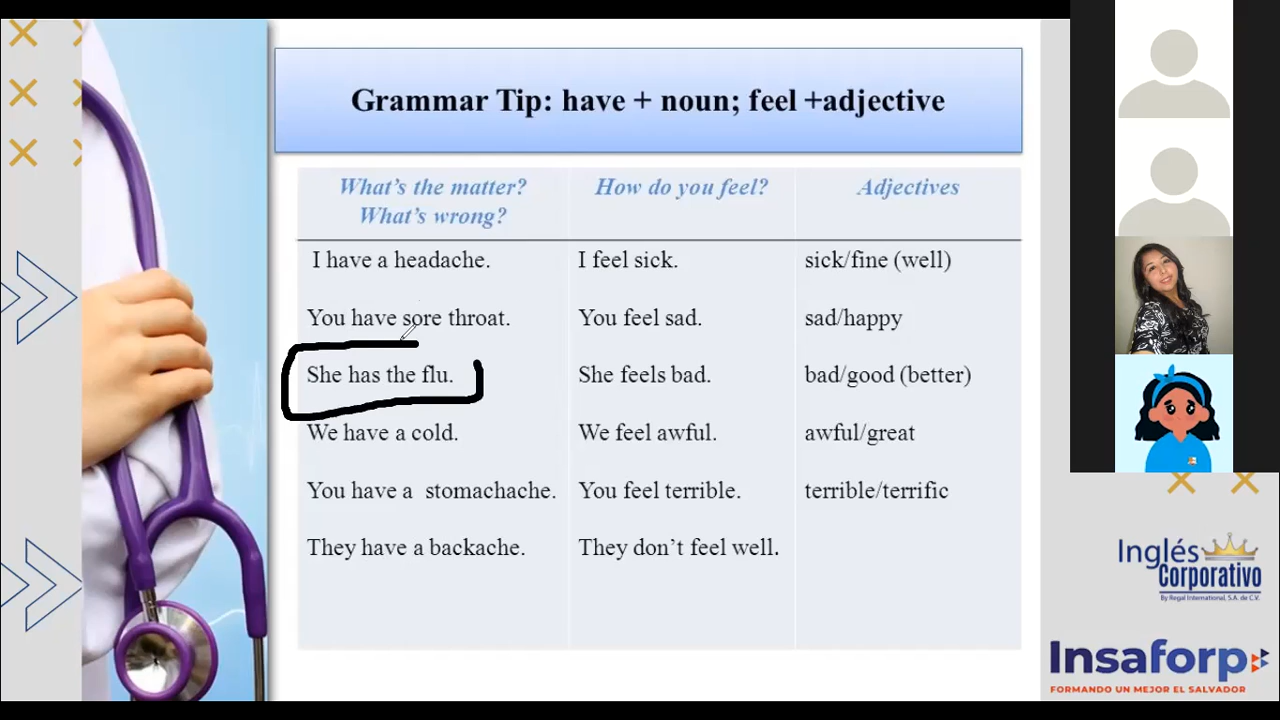 Grammar Tip: have + noun; feel +adjective
What's the matter?
What's wrong?
How do you feel?
Adjectives
I have a headache.
I feel sick.
sick/fine (well)
You have sore throat.
You feel sad.
sad/happy
She has the flu.
She feels bad.
bad/good (better)
We have a cold.
We feel awful.
awful/great
You have a stomachache.
You feel terrible.
terrible/terrific
They have a backache.
They don't feel well.
Inglés
Corporativo
By Regal International, S.A. de C.V.
Insaforp
FORMANDO UN MEJOR EL SALVADOR